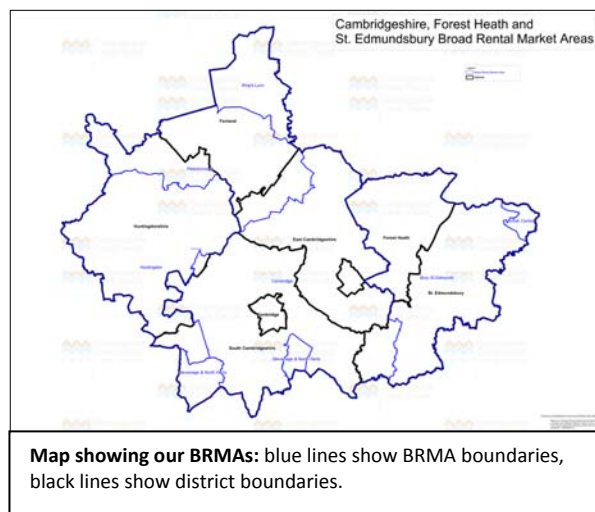 Cambridgeshire, Forest Heath and
St. Edmundsbury Broad Rental Market Areas
King's Lynn
Fenland
Peterborough
Huntingdonshire
East Cambridgeshire
Forest Heath
Huntingdon
Cambridge
Bury St Edmunds
St. Edmundsbury
Cambridge
South Cambridgeshire
Stevenage & North Herts
Stevenage & North Herts
Map showing our BRMAs: blue lines show BRMA boundaries,
black lines show district boundaries.